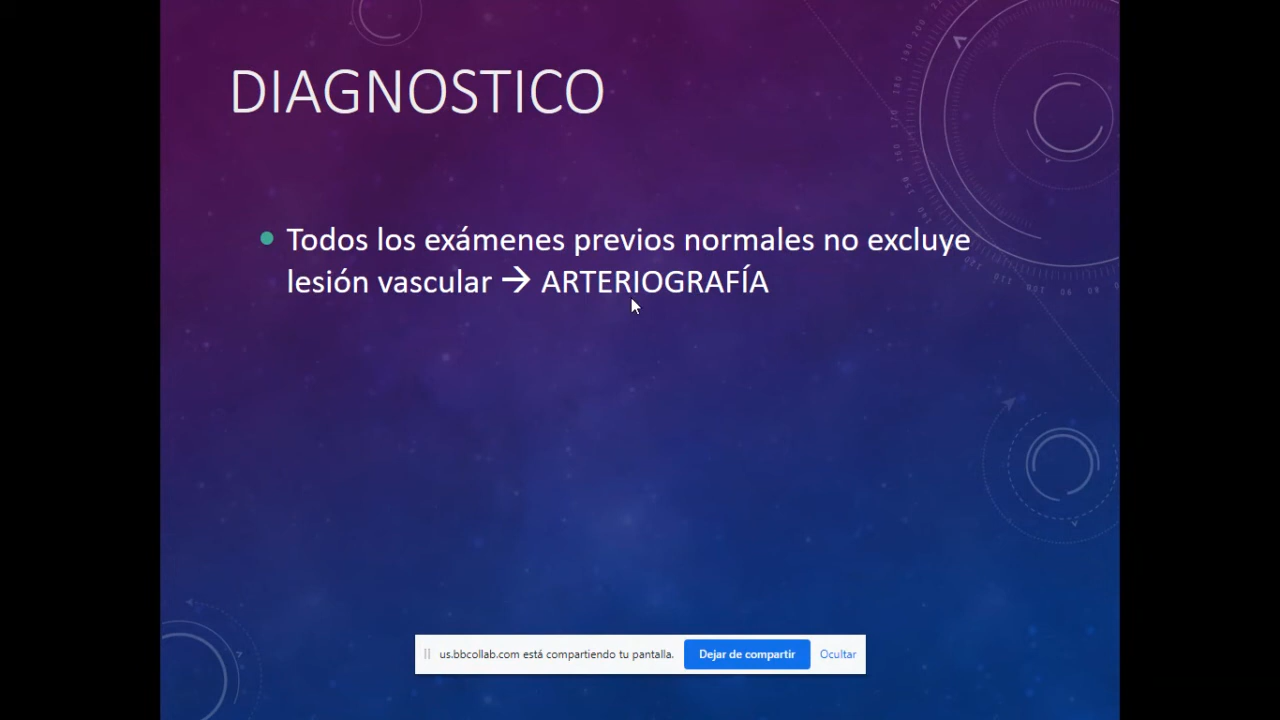 DIAGNOSTICO
Todos los exámenes previos normales no excluye
lesión vascular → ARTERIOGRAFÍA
us.bbcollab.com está compartiendo tu pantalla. Dejar de compartir Ocultar